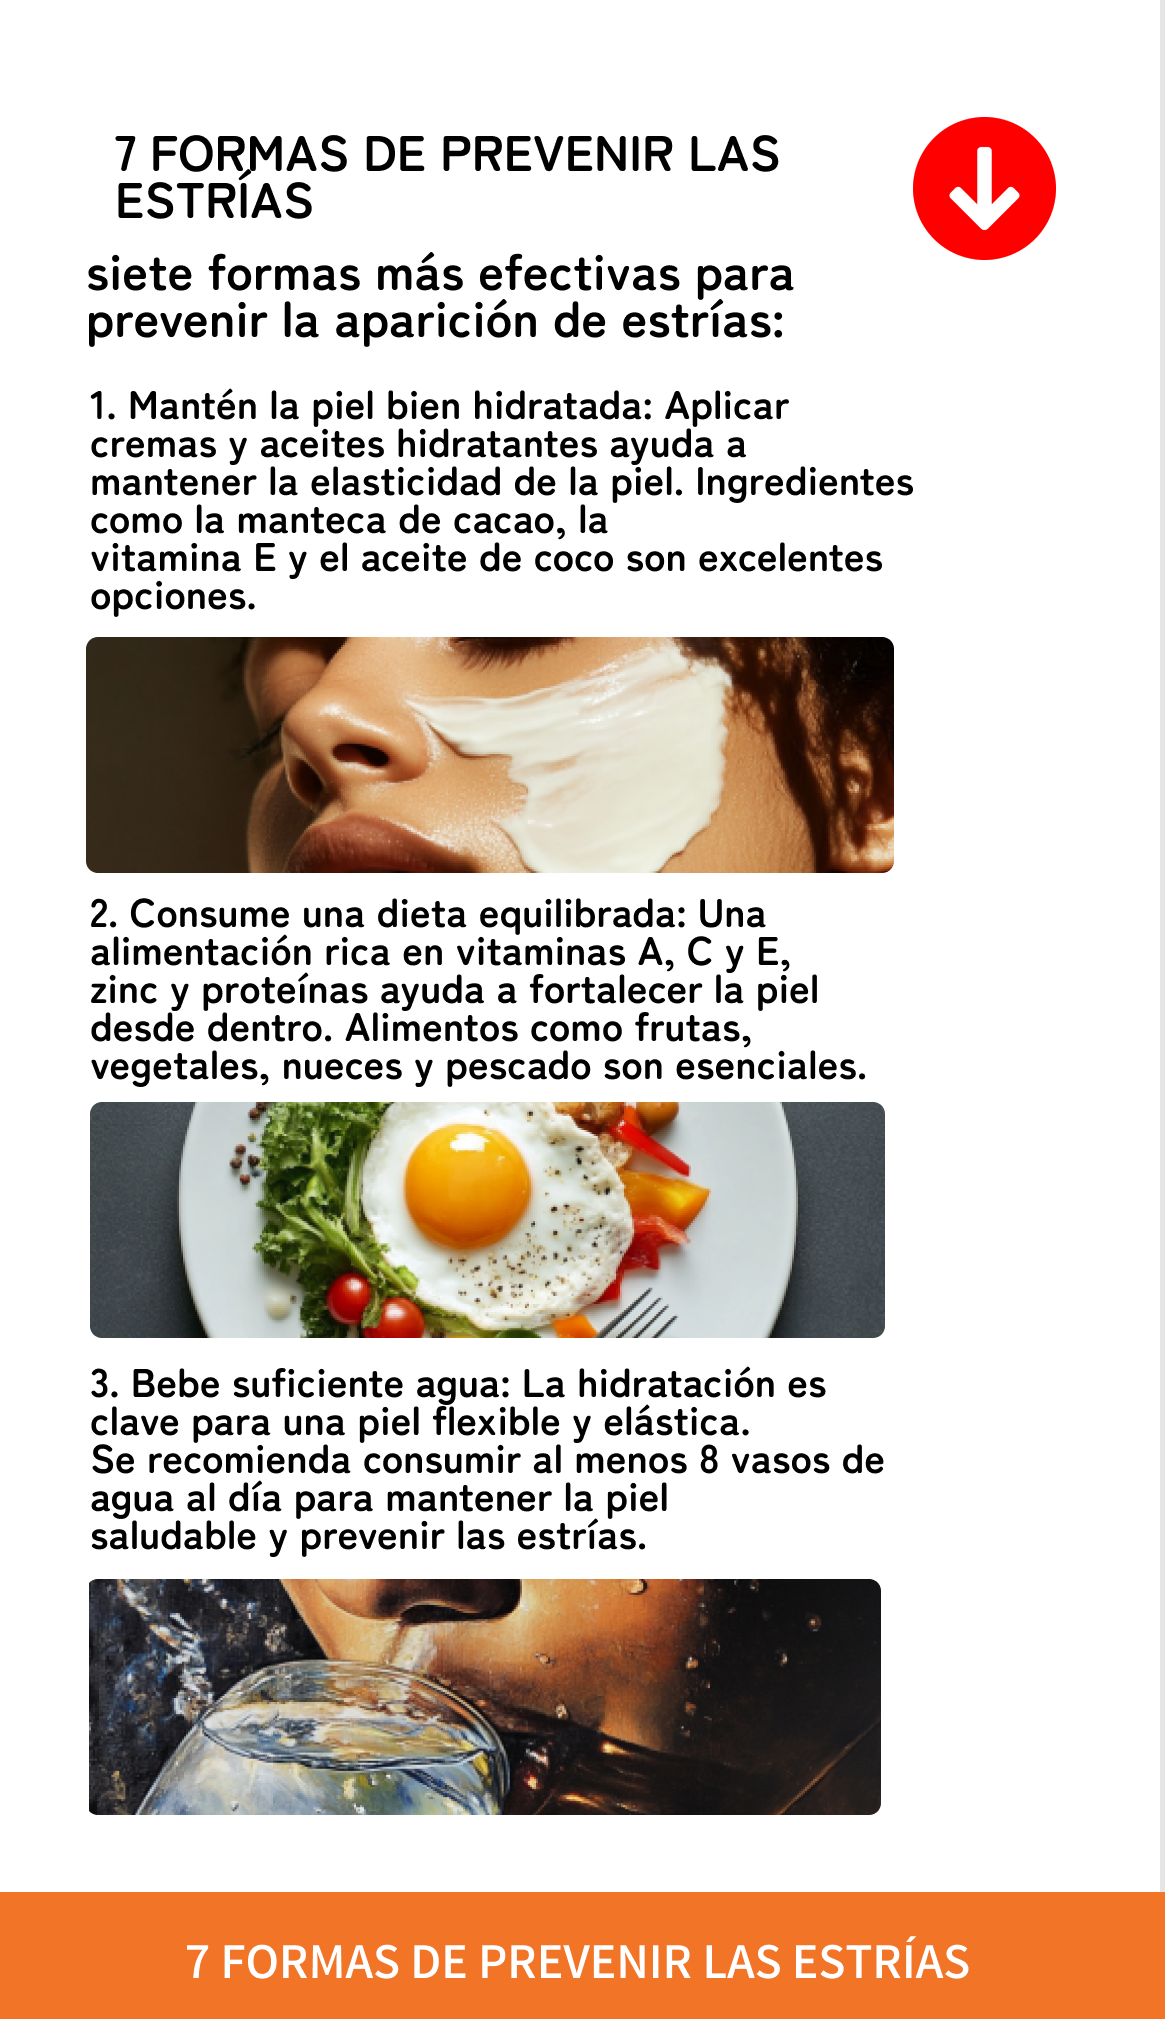 7 FORMAS DE PREVENIR LAS
ESTRÍAS
siete formas más efectivas para
prevenir la aparición de estrías:
1. Mantén la piel bien hidratada: Aplicar
cremas y aceites hidratantes ayuda a
mantener la elasticidad de la piel. Ingredientes
como la manteca de cacao, la
vitamina E y el aceite de coco son excelentes
opciones.
2. Consume una dieta equilibrada: Una
alimentación rica en vitaminas A, C y E,
zinc y proteínas ayuda a fortalecer la piel
desde dentro. Alimentos como frutas,
vegetales, nueces y pescado son esenciales.
3. Bebe suficiente agua: La hidratación es
clave para una piel flexible y elástica.
Se recomienda consumir al menos 8 vasos de
agua al día para mantener la piel
saludable y prevenir las estrías.
7 FORMAS DE PREVENIR LAS ESTRÍAS